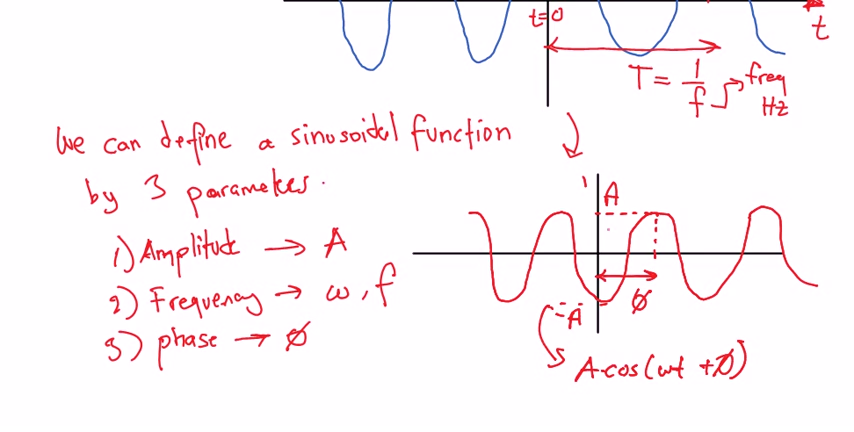 t=0
t
T = 1/f → freq Hz
We can define a sinusoidal function
by 3 parametes.
1) Amplitude → A
2) Frequency → ω, f
3) phase → ø
A
-A
ø
A.cos(ωt + ø)